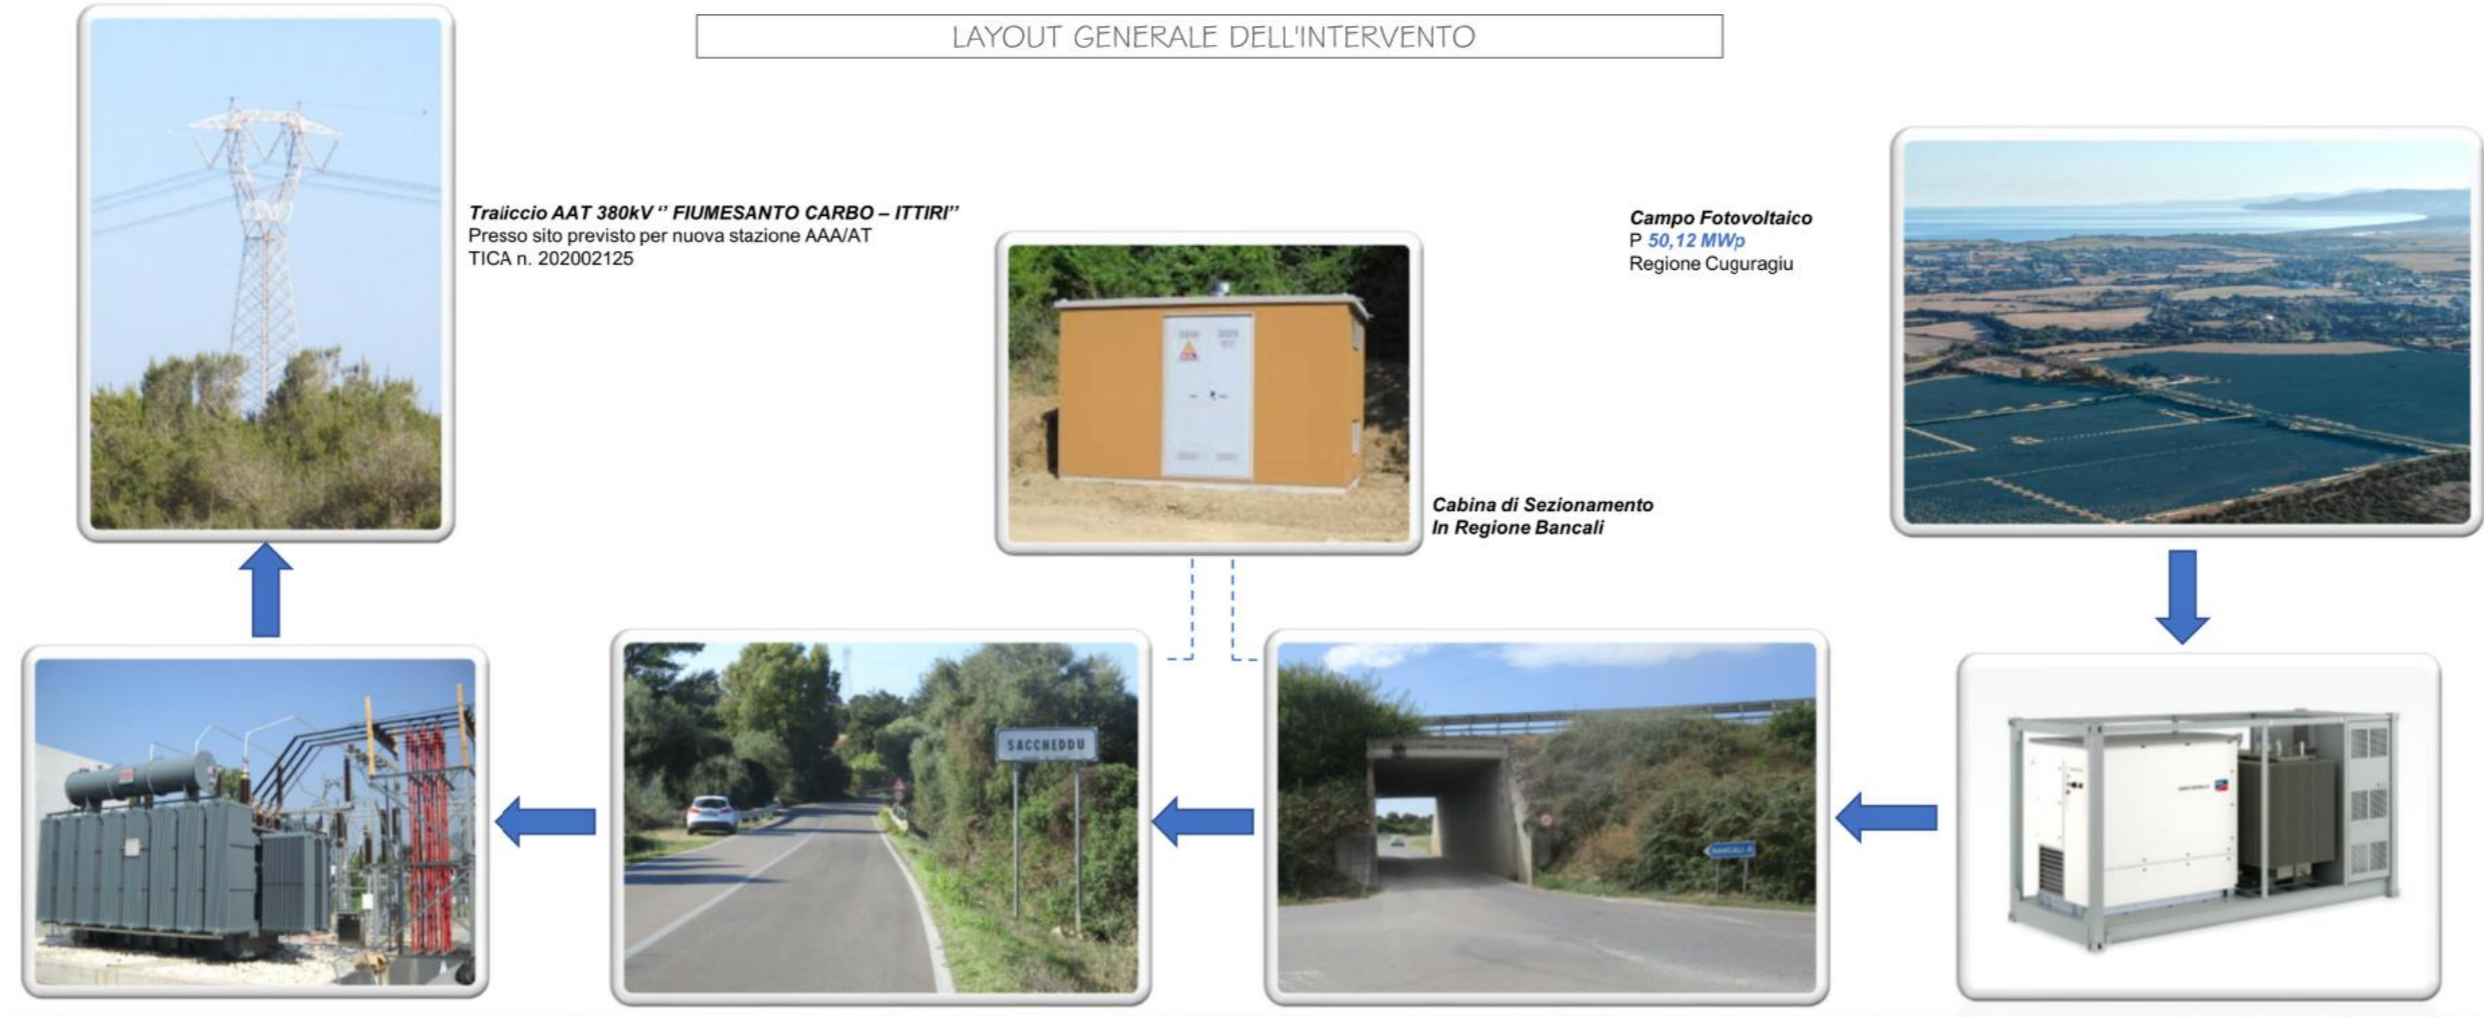 LAYOUT GENERALE DELL'INTERVENTO
Traliccio AAT 380kV “ FIUMESANTO CARBO – ITTIRI”
Presso sito previsto per nuova stazione AAA/AT
TICA n. 202002125
Campo Fotovoltaico
P 50,12 MWp
Regione Cuguragiu
Cabina di Sezionamento
In Regione Bancali
SACCHEDDU
BANCALI